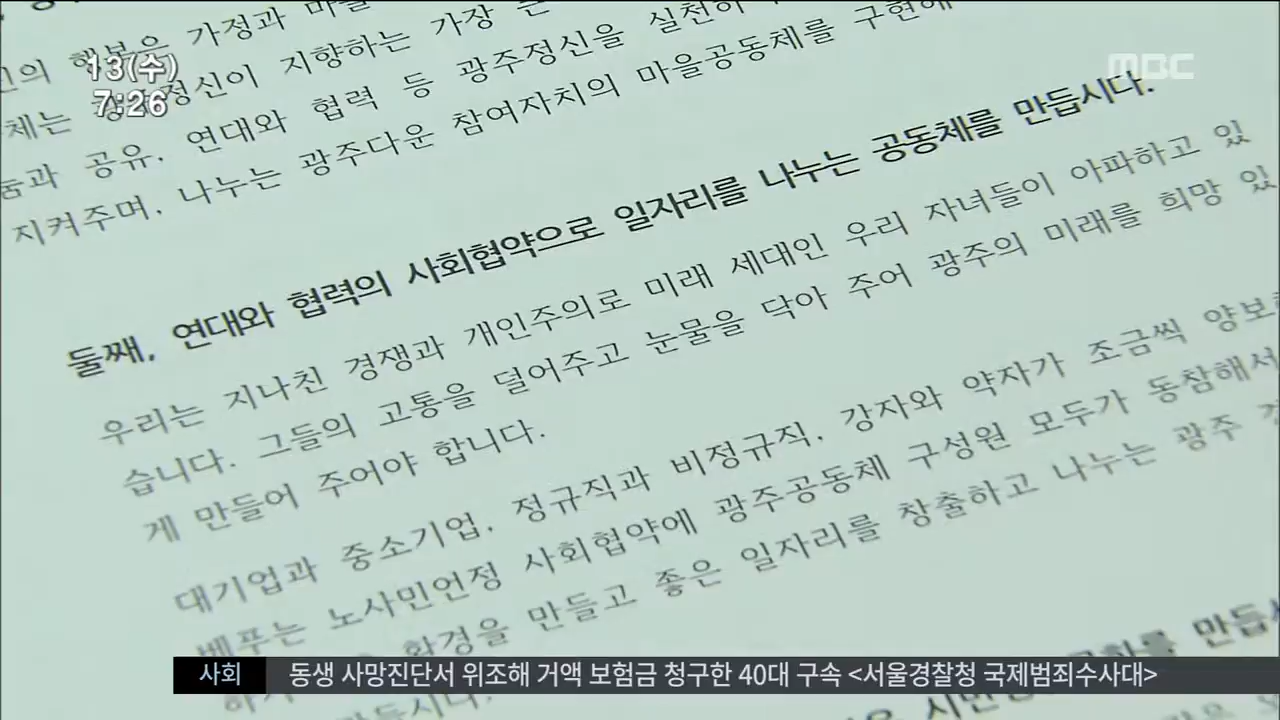 행복은 가정과 마을
13(수)
MBC
정신이 지향하는 가장
7:26
체는
공유, 연대와 협력 등 광주정신을
지켜주며, 나누는 광주다운 참여자치의 마을공동체를 구현해
둘째, 연대와 협력의 사회협약으로 일자리를 나누는 공동체를 만듭시다.
우리는 지나친 경쟁과 개인주의로 미래 세대인 우리 자녀들이 아파하고 있
습니다. 그들의 고통을 덜어주고 눈물을 닦아 주어 광주의 미래를 희망 있
게 만들어 주어야 합니다.
대기업과 중소기업, 정규직과 비정규직, 강자와 약자가 조금씩 양보
베푸는 노사민언정 사회협약에 광주공동체 구성원 모두가 동참해서
환경을 만들고 좋은 일자리를 창출하고 나누는 광주
만듭시
사회 동생 사망진단서 위조해 거액 보험금 청구한 40대 구속 <서울경찰청 국제범죄수사대>